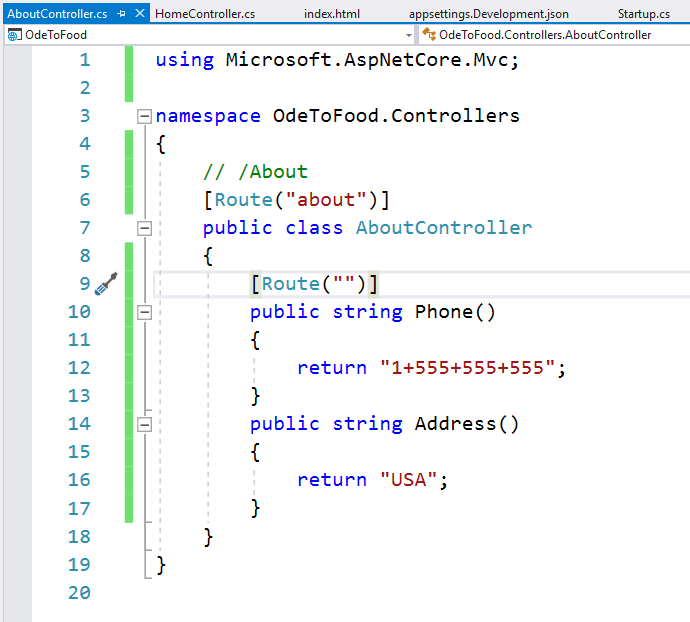 AboutController.cs HomeController.cs index.html appsettings.Development.json Startup.cs
OdeToFood OdeToFood.Controllers.AboutController
1 using Microsoft.AspNetCore.Mvc;
2
3 namespace OdeToFood.Controllers
4 {
5 // /About
6 [Route("about")]
7 public class AboutController
8 {
9 [Route("")]
10 public string Phone()
11 {
12 return "1+555+555+555";
13 }
14 public string Address()
15 {
16 return "USA";
17 }
18 }
19 }
20